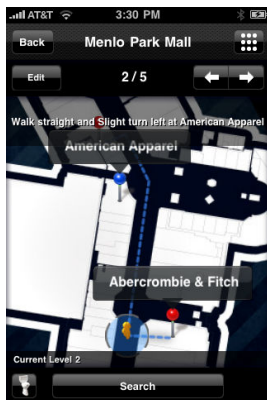 AT&T 3:30 PM
Back Menlo Park Mall
Edit 2 / 5
Walk straight and Slight turn left at American Apparel
American Apparel
Abercrombie & Fitch
Current Level 2
Search